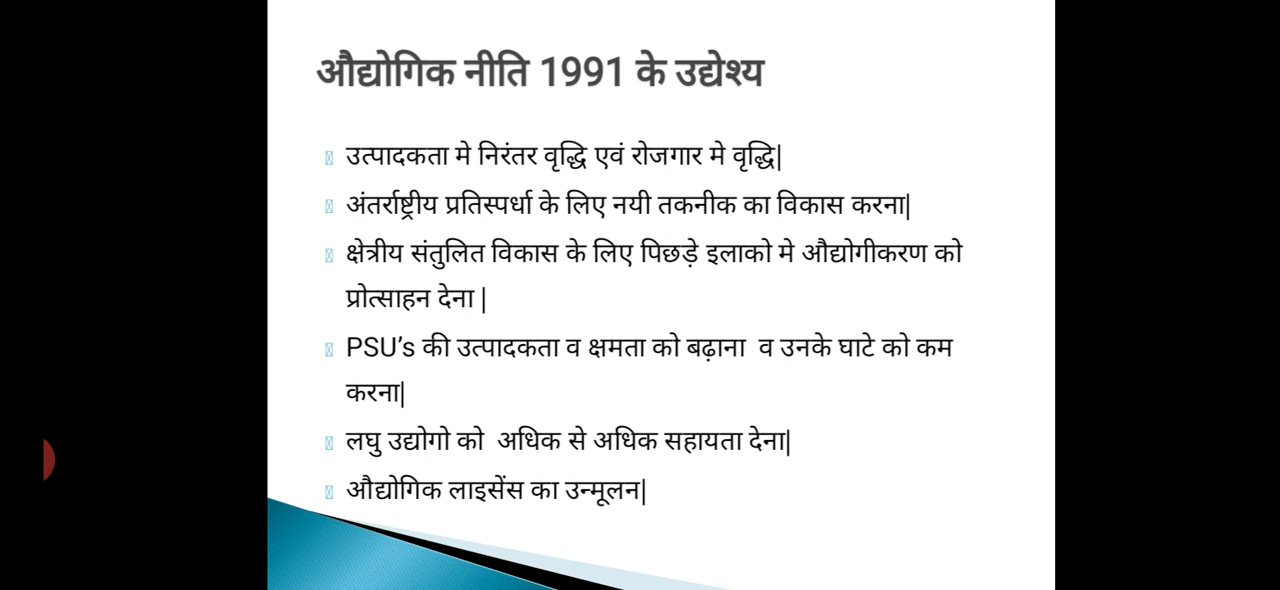 औद्योगिक नीति 1991 के उद्येश्य
उत्पादकता मे निरंतर वृद्धि एवं रोजगार मे वृद्धि|
अंतर्राष्ट्रीय प्रतिस्पर्धा के लिए नयी तकनीक का विकास करना|
क्षेत्रीय संतुलित विकास के लिए पिछड़े इलाको मे औद्योगीकरण को
प्रोत्साहन देना |
PSU’s की उत्पादकता व क्षमता को बढ़ाना व उनके घाटे को कम
करना|
लघु उद्योगो को अधिक से अधिक सहायता देना|
औद्योगिक लाइसेंस का उन्मूलन|